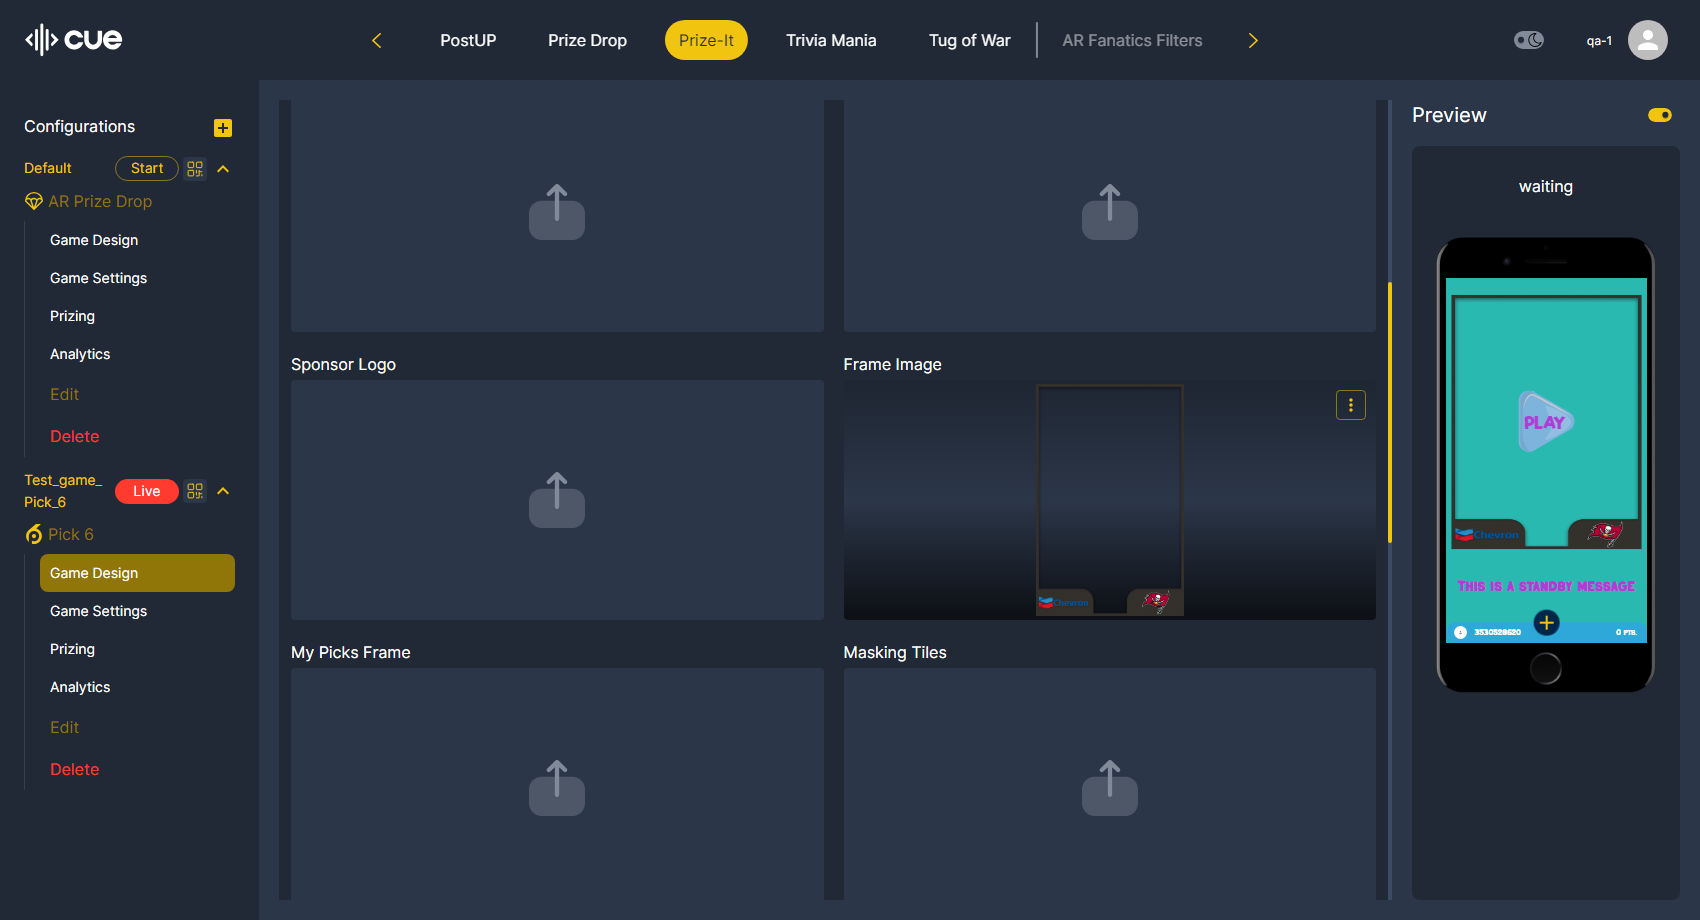 cue
PostUP
Prize Drop
Prize-It
Trivia Mania
Tug of War
AR Fanatics Filters
qa-1
Configurations
Default
Start
AR Prize Drop
Game Design
Game Settings
Prizing
Analytics
Edit
Delete
Test_game_
Pick_6
Live
Pick 6
Game Design
Game Settings
Prizing
Analytics
Edit
Delete
Sponsor Logo
Frame Image
Chevron
My Picks Frame
Masking Tiles
Preview
waiting
PLAY
Chevron
THIS IS A STANDBY MESSAGE
3530528620
0 PTS.